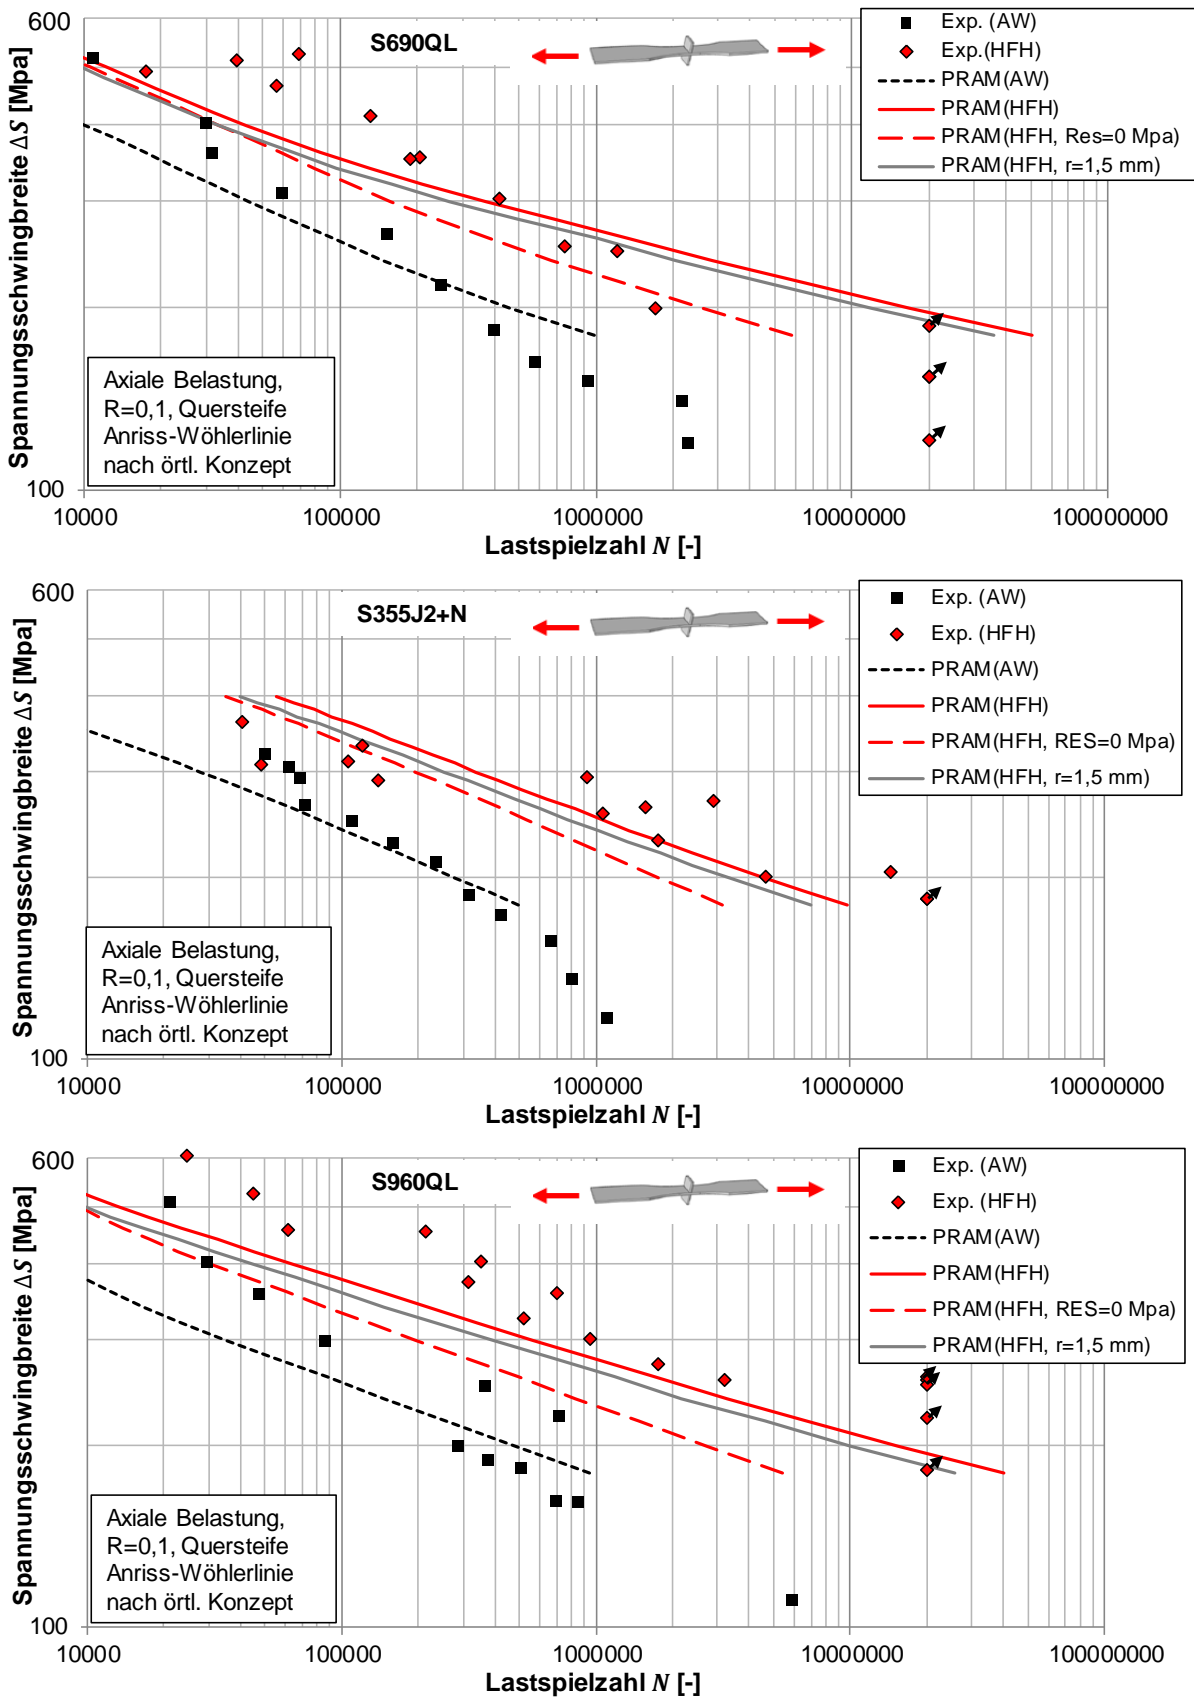 600
Spannungsschwingbreite ΔS [Mpa]
S690QL
Exp. (AW)
Exp.(HFH)
PRAM(AW)
PRAM(HFH)
PRAM(HFH, Res=0 Mpa)
PRAM(HFH, r=1,5 mm)
Axiale Belastung,
R=0,1, Quersteife
Anriss-Wöhlerlinie
nach örtl. Konzept
100
10000 100000 1000000 10000000 100000000
Lastspielzahl N [-]
600
Spannungsschwingbreite ΔS [Mpa]
S355J2+N
Exp. (AW)
Exp. (HFH)
PRAM(AW)
PRAM(HFH)
PRAM(HFH, RES=0 Mpa)
PRAM(HFH, r=1,5 mm)
Axiale Belastung,
R=0,1, Quersteife
Anriss-Wöhlerlinie
nach örtl. Konzept
100
10000 100000 1000000 10000000 100000000
Lastspielzahl N [-]
600
Spannungsschwingbreite ΔS [Mpa]
S960QL
Exp. (AW)
Exp. (HFH)
PRAM(AW)
PRAM(HFH)
PRAM(HFH, RES=0 Mpa)
PRAM(HFH, r=1,5 mm)
Axiale Belastung,
R=0,1, Quersteife
Anriss-Wöhlerlinie
nach örtl. Konzept
100
10000 100000 1000000 10000000 100000000
Lastspielzahl N [-]